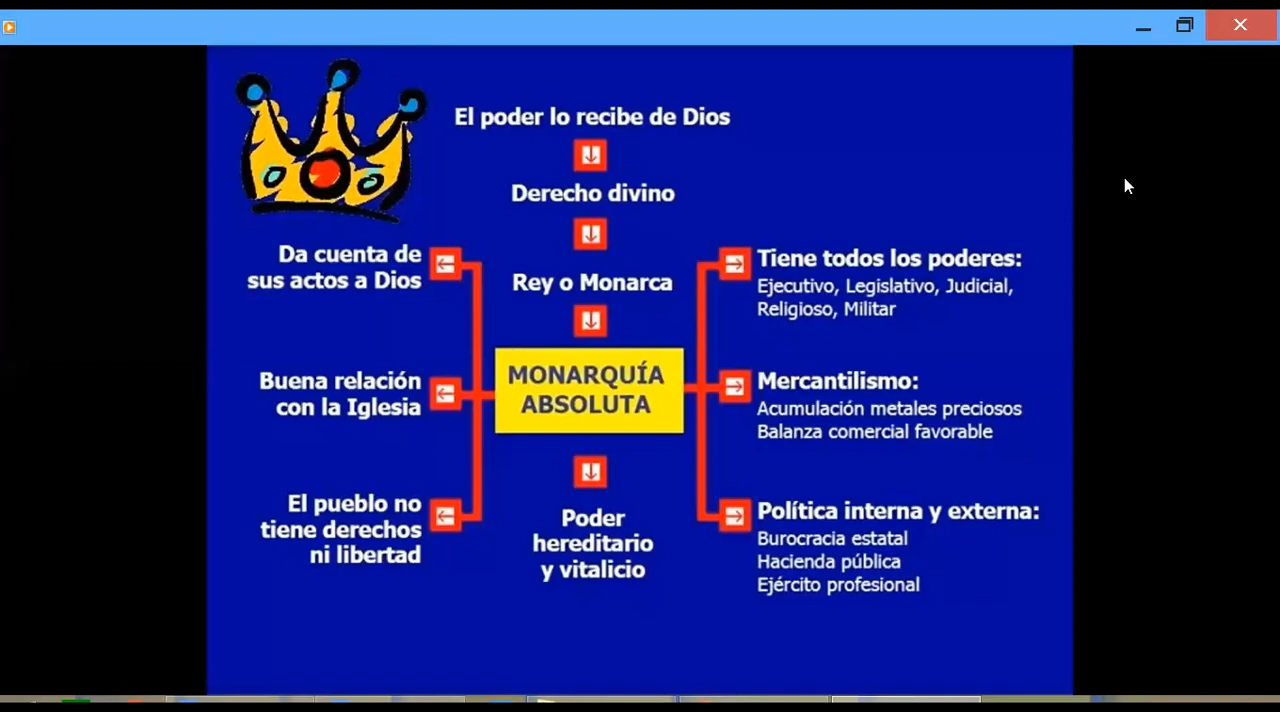 El poder lo recibe de Dios
Derecho divino
Rey o Monarca
MONARQUÍA
ABSOLUTA
Poder
hereditario
y vitalicio
Da cuenta de
sus actos a Dios
Buena relación
con la Iglesia
El pueblo no
tiene derechos
ni libertad
Tiene todos los poderes:
Ejecutivo, Legislativo, Judicial,
Religioso, Militar
Mercantilismo:
Acumulación metales preciosos
Balanza comercial favorable
Política interna y externa:
Burocracia estatal
Hacienda pública
Ejército profesional